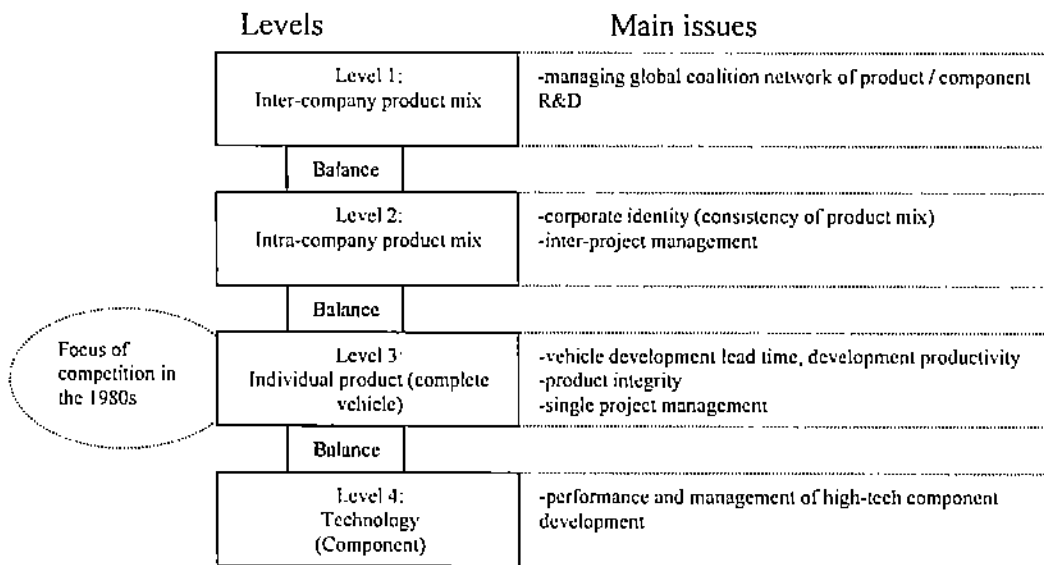 Levels
Main issues
Level 1:
Inter-company product mix
-managing global coalition network of product / component
R&D
Balance
Level 2:
Intra-company product mix
-corporate identity (consistency of product mix)
-inter-project management
Balance
Focus of
competition in
the 1980s
Level 3:
Individual product (complete
vehicle)
-vehicle development lead time, development productivity
-product integrity
-single project management
Balance
Level 4:
Technology
(Component)
-performance and management of high-tech component
development